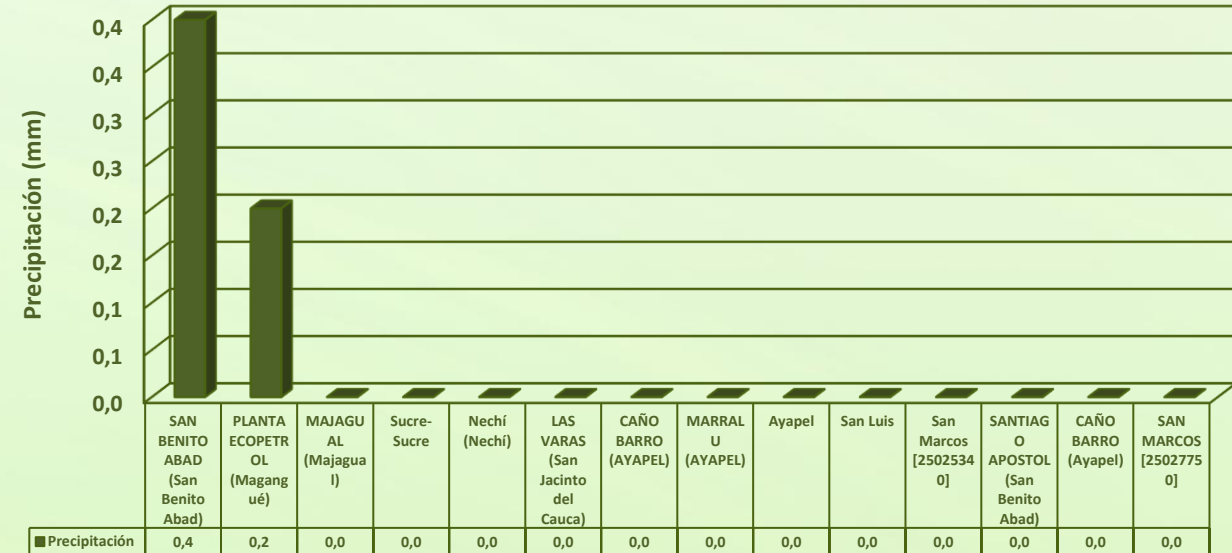 Precipitación (mm)
0,4
0,4
0,3
0,3
0,2
0,2
0,1
0,1
0,0
SAN
BENITO
ABAD
(San
Benito
Abad)
PLANTA
ECOPETR
OL
(Magang
ué)
MAJAGU
AL
(Majagua
l)
Sucre-
Sucre
Nechí
(Nechí)
LAS
VARAS
(San
Jacinto
del
Cauca)
CAÑO
BARRO
(AYAPEL)
MARRAL
U
(AYAPEL)
Ayapel
San Luis
San
Marcos
[2502534
0]
SANTIAG
O
APOSTOL
(San
Benito
Abad)
CAÑO
BARRO
(Ayapel)
SAN
MARCOS
[2502775
0]
Precipitación 0,4 0,2 0,0 0,0 0,0 0,0 0,0 0,0 0,0 0,0 0,0 0,0 0,0 0,0